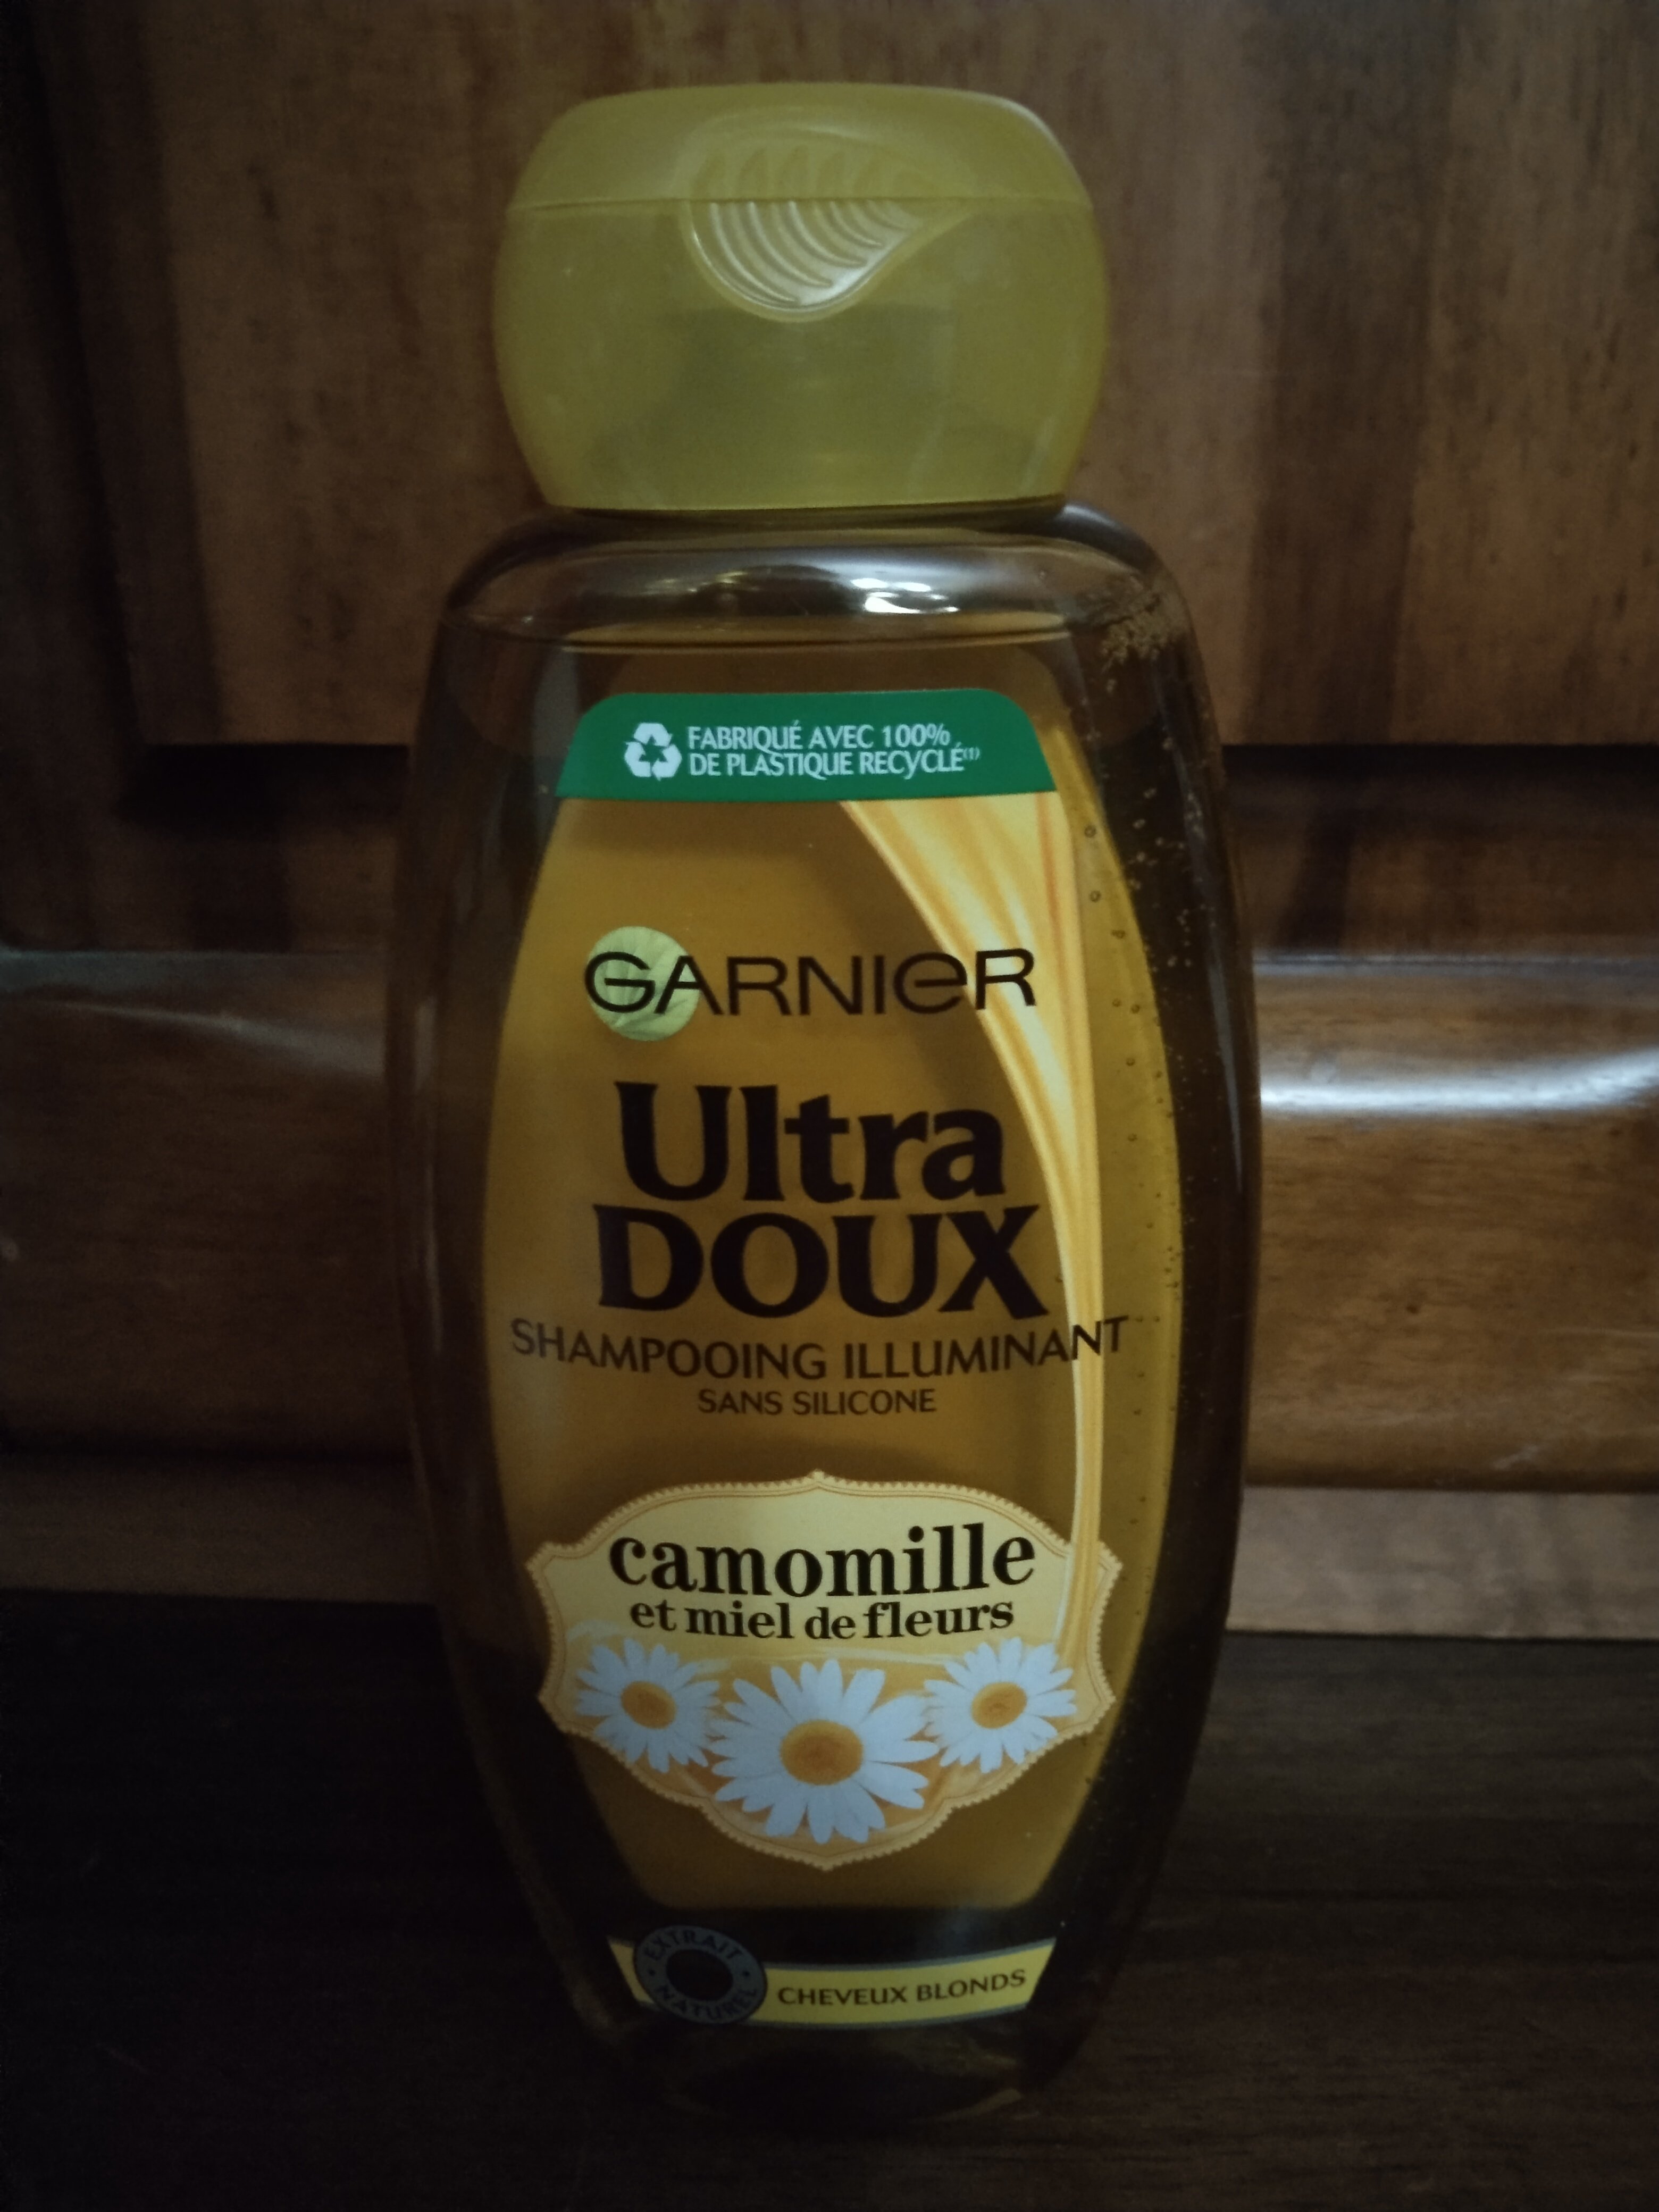 FABRIQUÉ AVEC 100%
DE PLASTIQUE RECYCLÉ(1)
GARNIER
Ultra
DOUX
SHAMPOOING ILLUMINANT
SANS SILICONE
camomille
et miel de fleurs
EXTRAIT NATUREL
CHEVEUX BLONDS